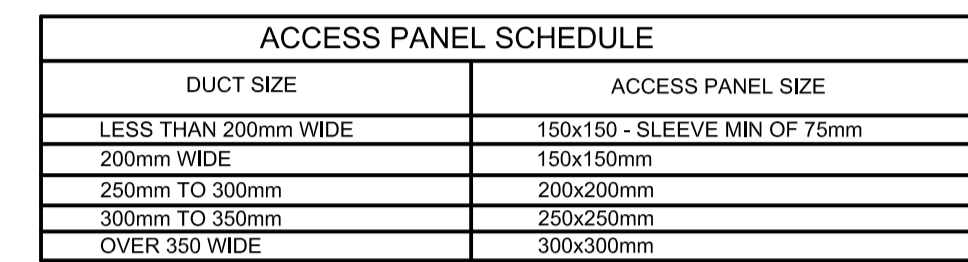 ACCESS PANEL SCHEDULE
DUCT SIZE ACCESS PANEL SIZE
LESS THAN 200mm WIDE 150x150 - SLEEVE MIN OF 75mm
200mm WIDE 150x150mm
250mm TO 300mm 200x200mm
300mm TO 350mm 250x250mm
OVER 350 WIDE 300x300mm